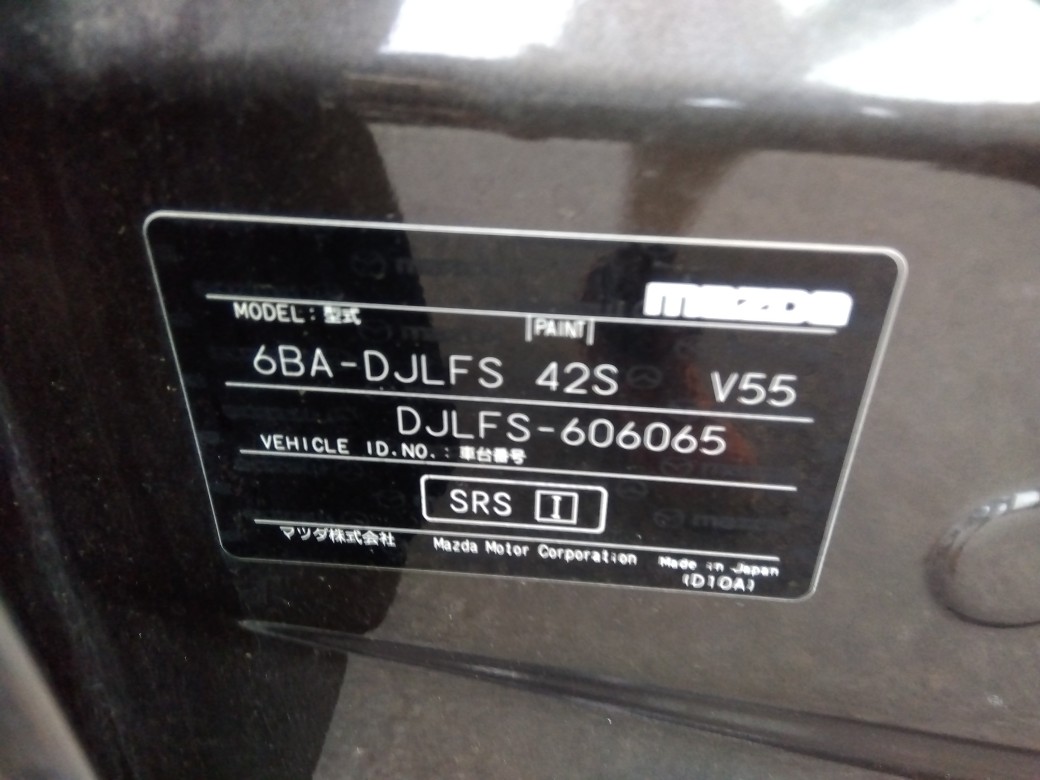 mazda
MODEL: 型式 PAINT
6BA-DJLFS 42S V55
DJLFS-606065
VEHICLE ID.NO.: 車台番号
SRS I
マツダ株式会社 Mazda Motor Corporation Made in Japan
(D10A)